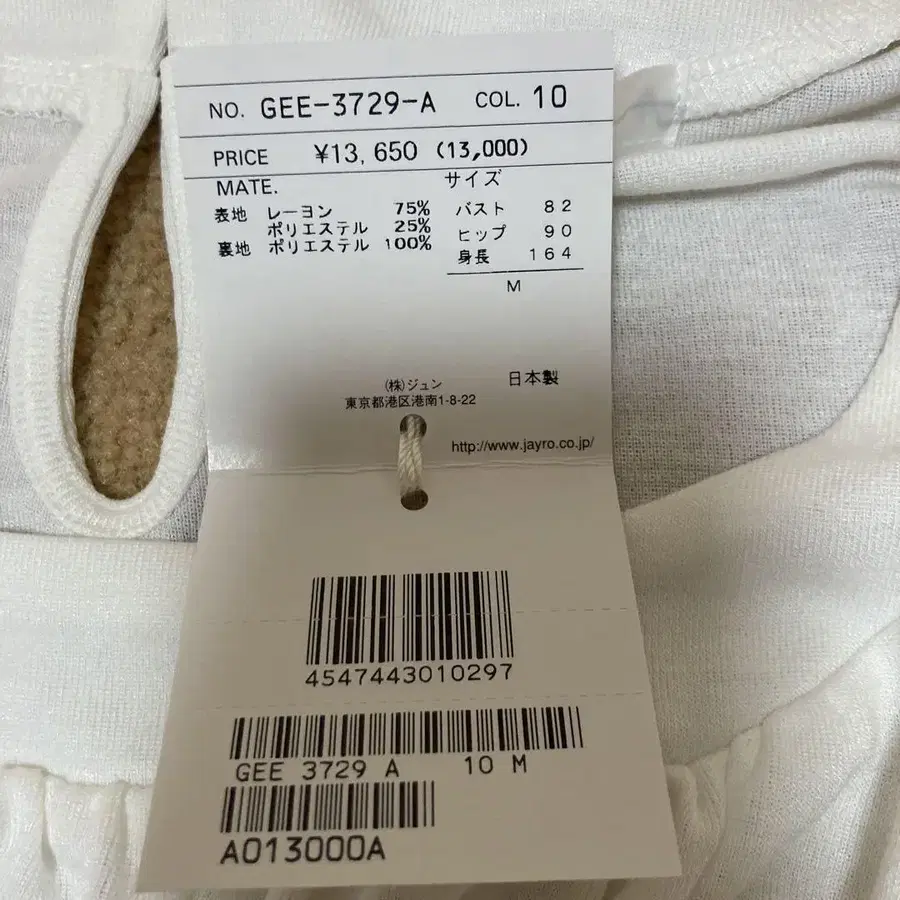 NO. GEE-3729-A COL. 10
PRICE ¥13,650 (13,000)
MATE.
表地 レーヨン 75%
ポリエステル 25%
裏地 ポリエステル 100%
サイズ
バスト 82
ヒップ 90
身長 164
M
(株)ジュン
東京都港区港南1-8-22
日本製
http://www.jayro.co.jp/
4547443010297
GEE 3729 A 10 M
A013000A